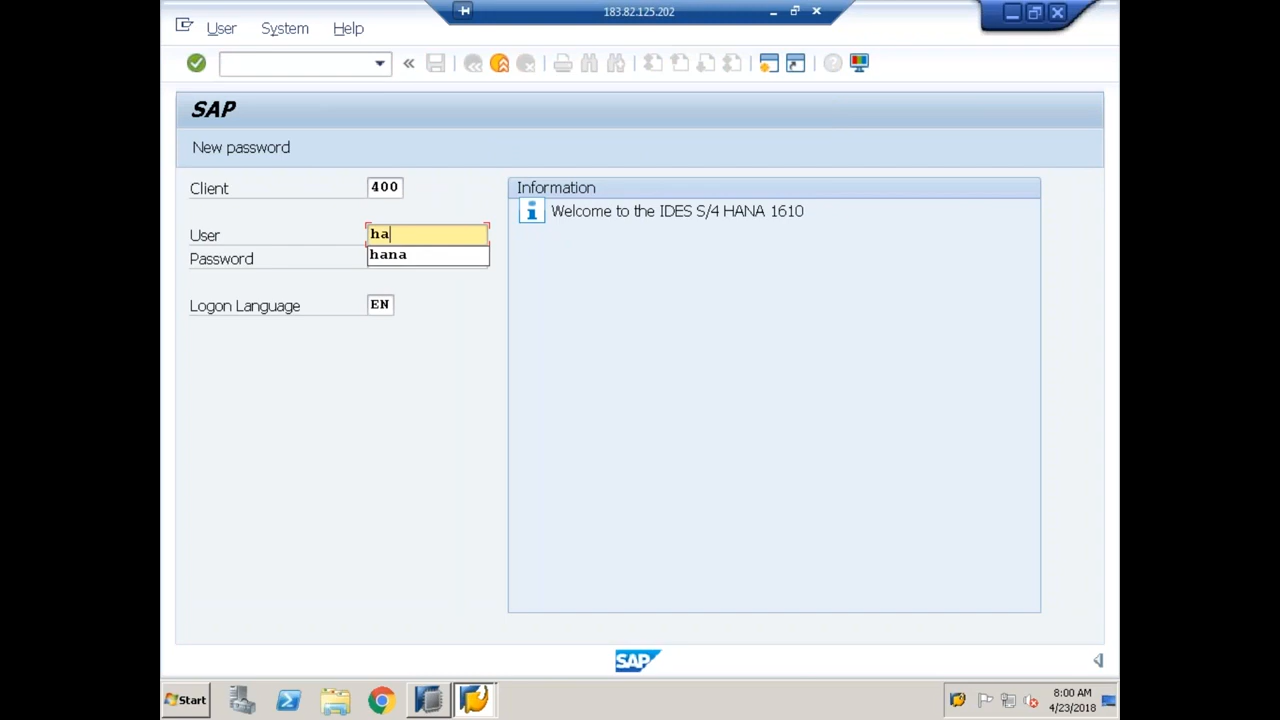 183.82.125.202
User System Help
SAP
New password
Client 400
Information
Welcome to the IDES S/4 HANA 1610
User ha
hana
Password
Logon Language EN
SAP
Start
8:00 AM
4/23/2018